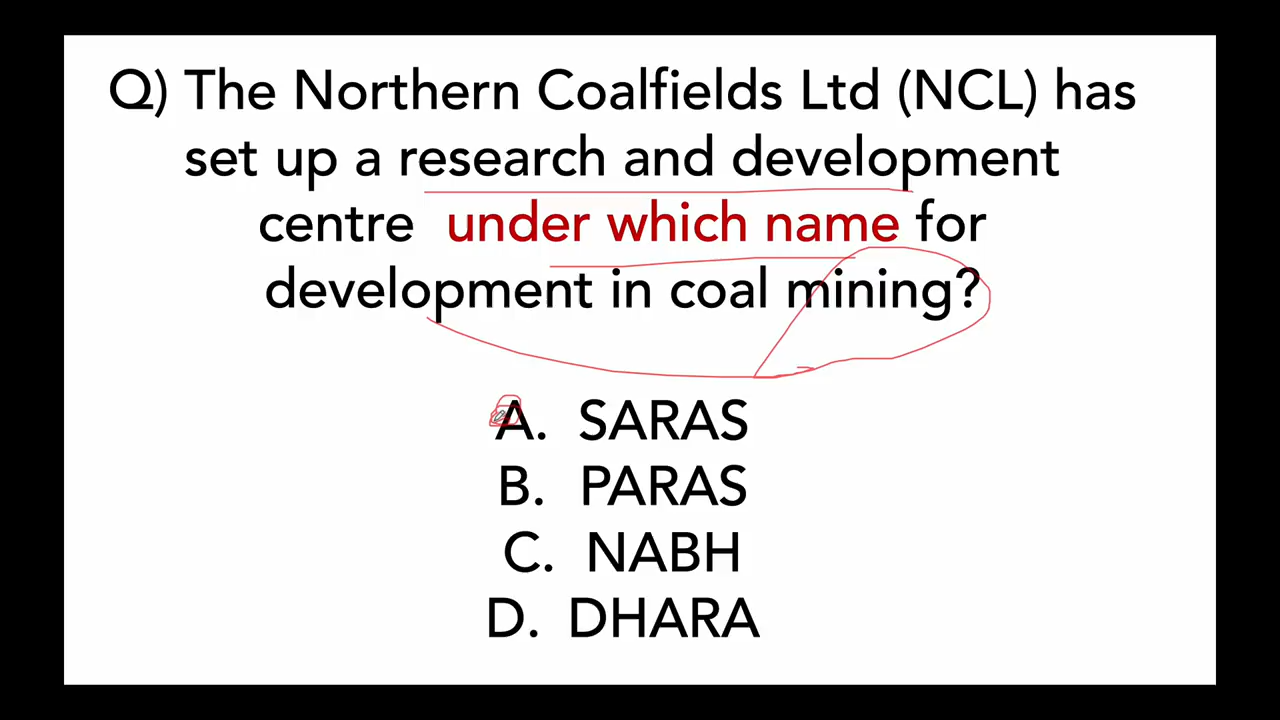 Q) The Northern Coalfields Ltd (NCL) has
set up a research and development
centre under which name for
development in coal mining?
A. SARAS
B. PARAS
C. NABH
D. DHARA